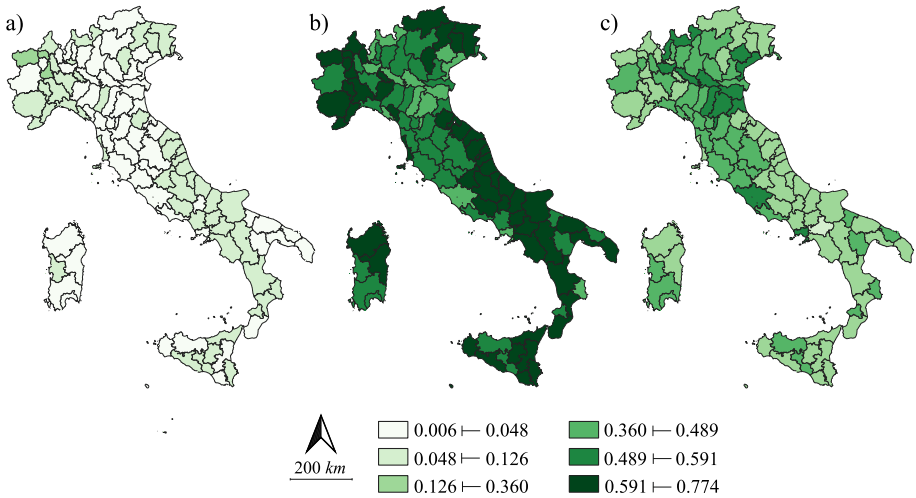 a) b) c)
0.006 ⊢ 0.048 0.360 ⊢ 0.489
0.048 ⊢ 0.126 0.489 ⊢ 0.591
200 km 0.126 ⊢ 0.360 0.591 ⊢ 0.774